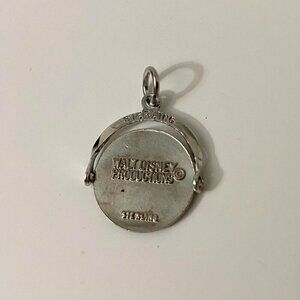 STERLING
WALT DISNEY
PRODUCTIONS ©
STERLING